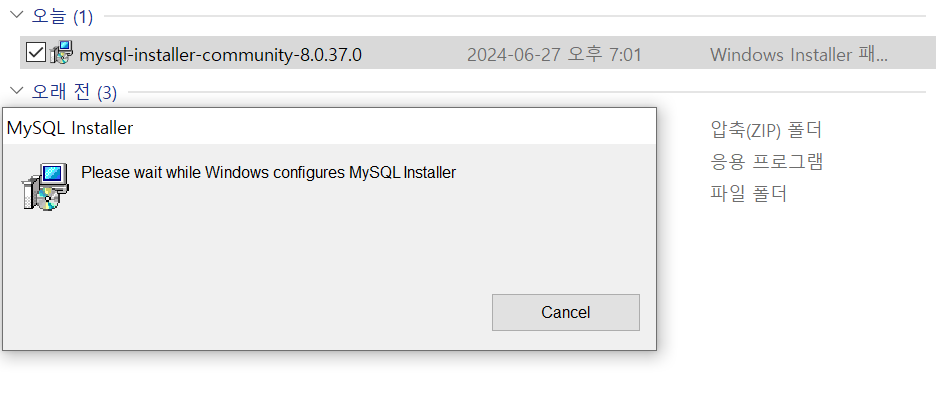 오늘 (1)
mysql-installer-community-8.0.37.0 2024-06-27 오후 7:01 Windows Installer 패...
오래 전 (3)
MySQL Installer
압축(ZIP) 폴더
응용 프로그램
Please wait while Windows configures MySQL Installer
파일 폴더
Cancel